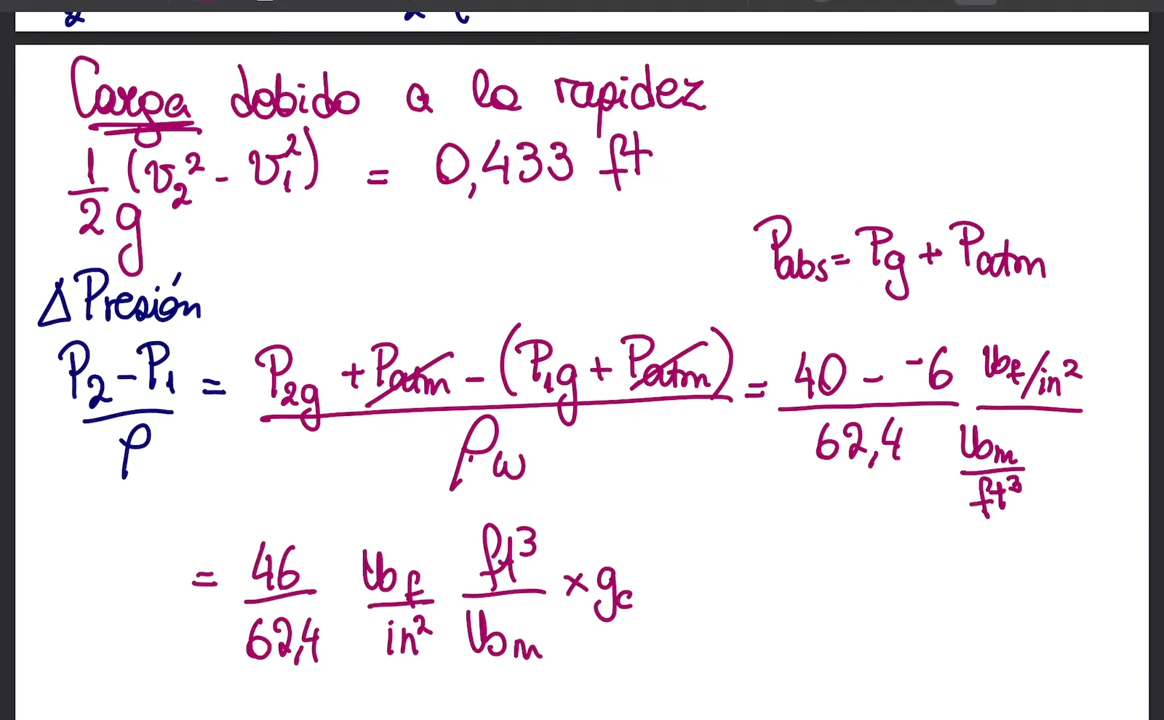 Carga debido a la rapidez
1/2g (v₂² - v₁²) = 0,433 ft
Pabs = Pg + Patm
Δ Presión
(P₂ - P₁)/ρ = (P₂g + Patm - (P₁g + Patm))/ρw = (40 - -6)/62,4 (lbf/in²)/(lbm/ft³)
= 46/62,4 lbf/in² ft³/lbm × gc